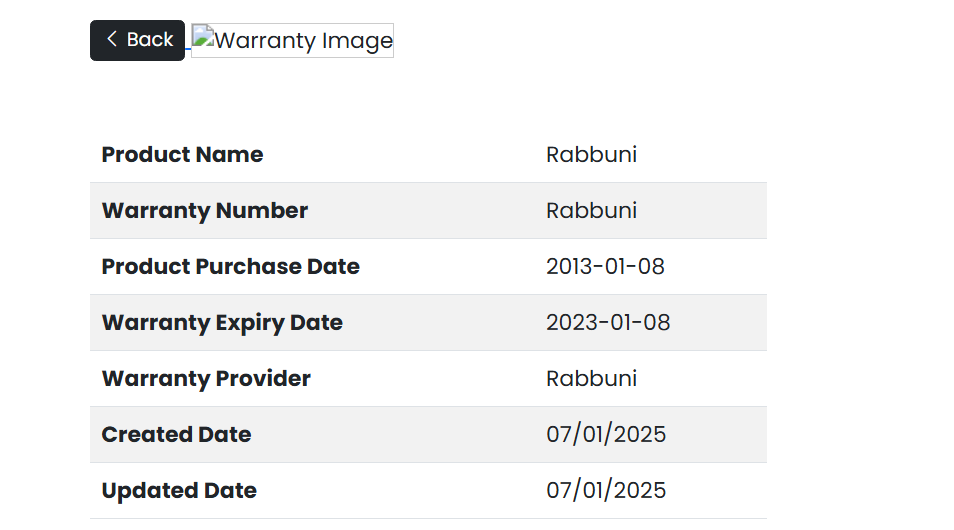 Back Warranty Image
Product Name Rabbuni
Warranty Number Rabbuni
Product Purchase Date 2013-01-08
Warranty Expiry Date 2023-01-08
Warranty Provider Rabbuni
Created Date 07/01/2025
Updated Date 07/01/2025